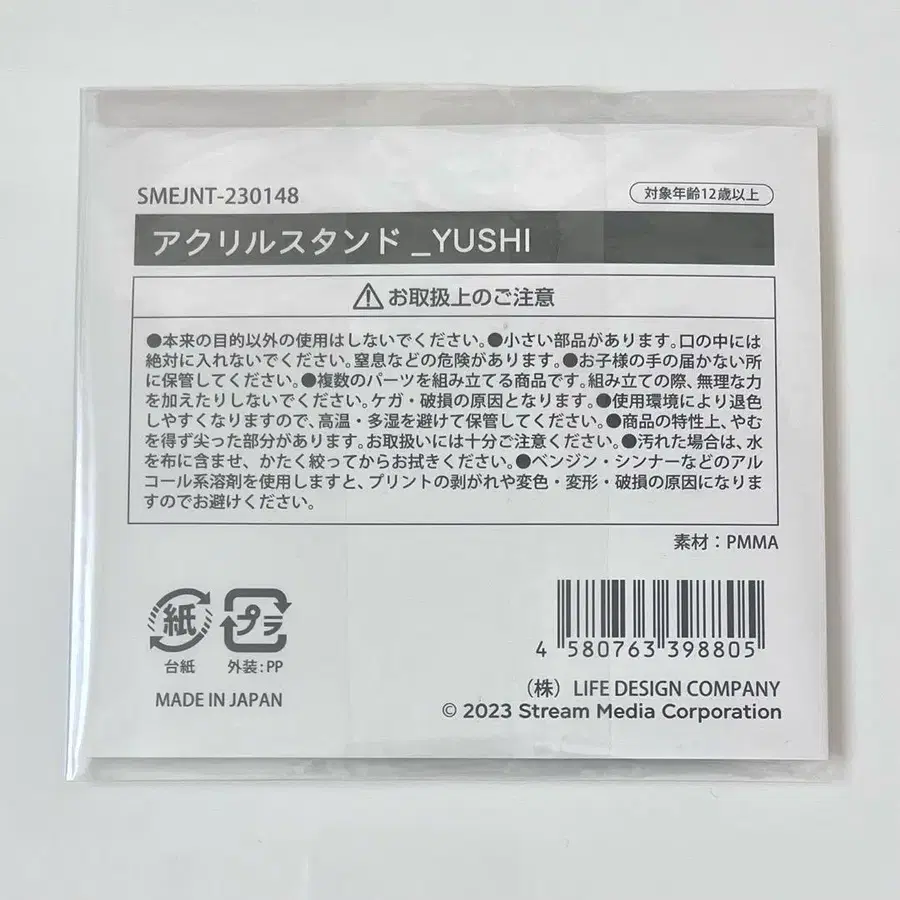 SMEJNT-230148
対象年齢12歳以上
アクリルスタンド _YUSHI
⚠お取扱上のご注意
●本来の目的以外の使用はしないでください。●小さい部品があります。口の中には
絶対に入れないでください。窒息などの危険があります。●お子様の手の届かない所
に保管してください。●複数のパーツを組み立てる商品です。組み立ての際、無理な力
を加えたりしないでください。ケガ・破損の原因となります。●使用環境により退色
しやすくなりますので、高温・多湿を避けて保管してください。●商品の特性上、やむ
を得ず尖った部分があります。お取扱いには十分ご注意ください。●汚れた場合は、水
を布に含ませ、かたく絞ってからお拭きください。●ベンジン・シンナーなどのアル
コール系溶剤を使用しますと、プリントの剥がれや変色・変形・破損の原因になりま
すのでお避けください。
素材：PMMA
紙
プラ
台紙
外装：PP
MADE IN JAPAN
4 580763 398805
（株）LIFE DESIGN COMPANY
© 2023 Stream Media Corporation